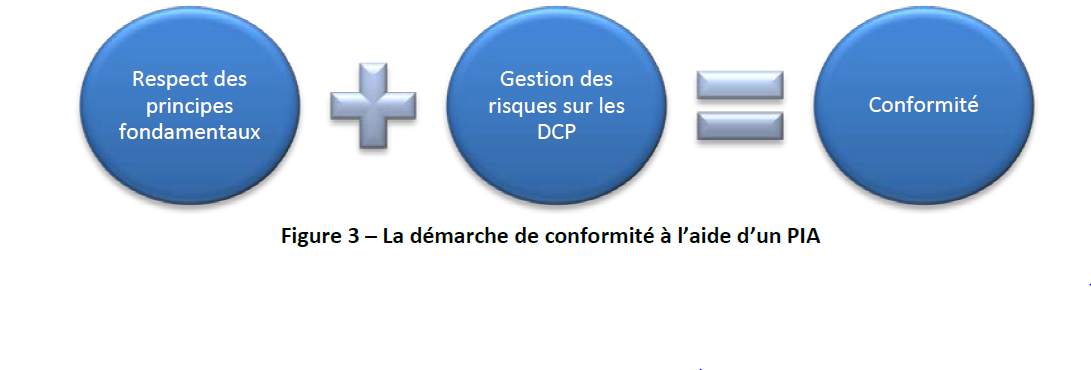 Respect des
principes
fondamentaux
Gestion des
risques sur les
DCP
Conformité
Figure 3 – La démarche de conformité à l’aide d’un PIA